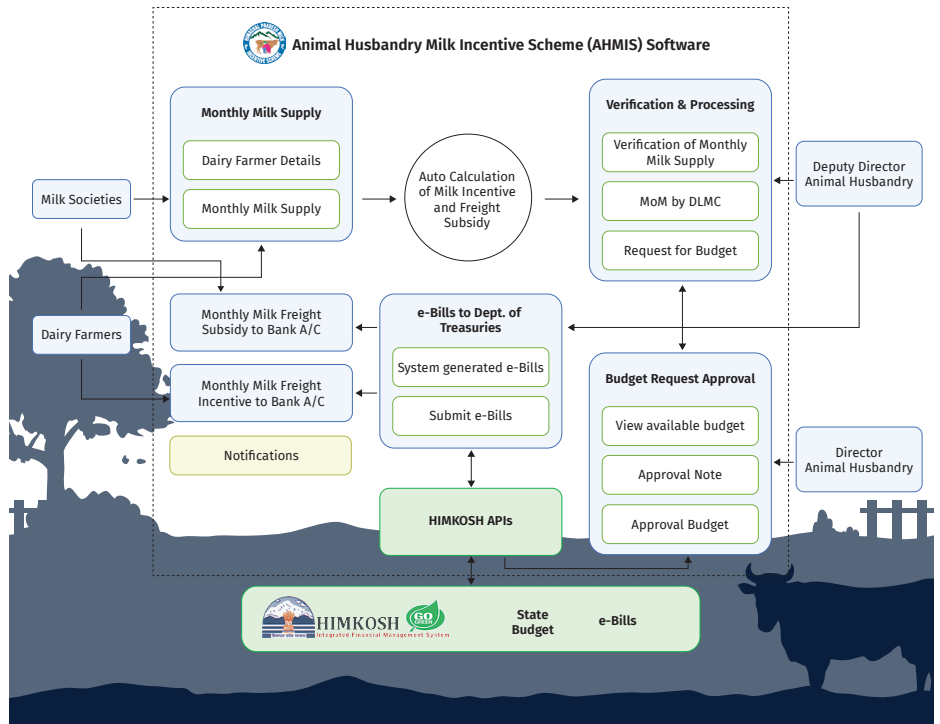 Animal Husbandry Milk Incentive Scheme (AHMIS) Software
Monthly Milk Supply
Dairy Farmer Details
Monthly Milk Supply
Auto Calculation
of Milk Incentive
and Freight
Subsidy
Verification & Processing
Verification of Monthly
Milk Supply
MoM by DLMC
Request for Budget
Deputy Director
Animal Husbandry
Milk Societies
Dairy Farmers
Monthly Milk Freight
Subsidy to Bank A/C
Monthly Milk Freight
Incentive to Bank A/C
Notifications
e-Bills to Dept. of
Treasuries
System generated e-Bills
Submit e-Bills
Budget Request Approval
View available budget
Approval Note
Approval Budget
Director
Animal Husbandry
HIMKOSH APIs
HIMKOSH
Integrated Financial Management System
GO
GREEN
State
Budget
e-Bills